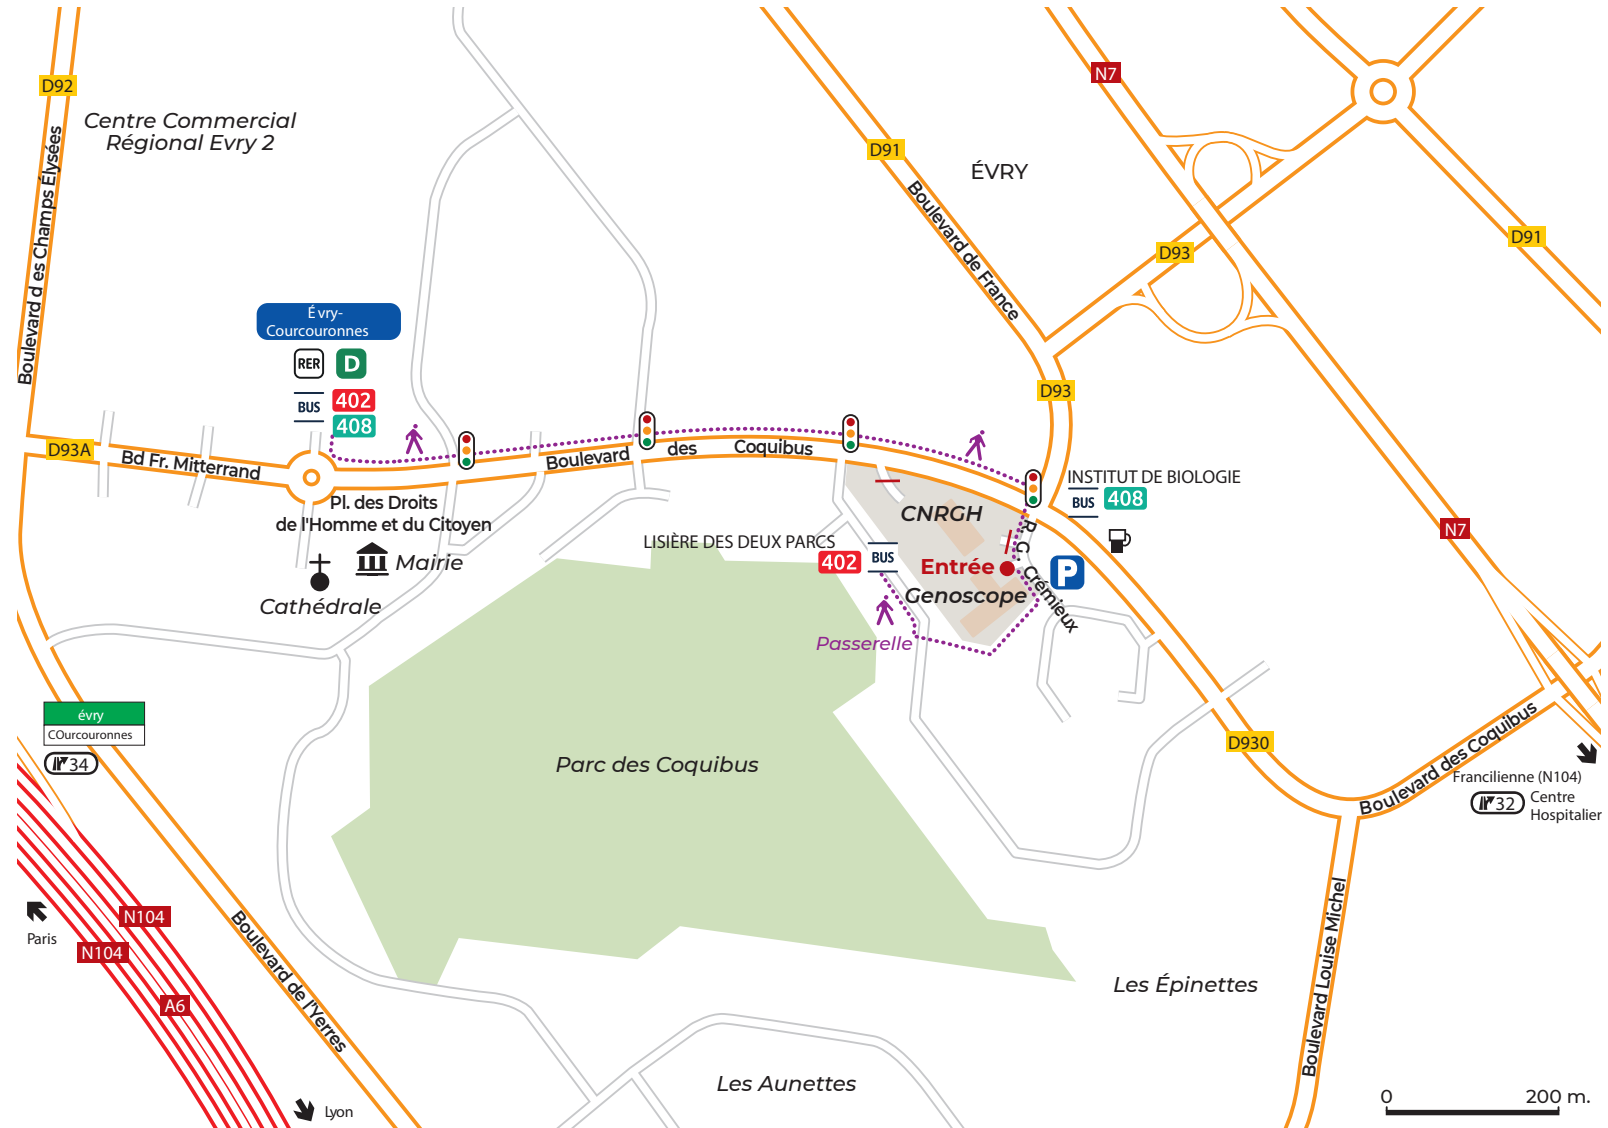 D92
N7
Centre Commercial
Régional Evry 2
D91
ÉVRY
Boulevard d es Champs Élysées
Boulevard de France
D93
D91
É vry-
Courcouronnes
RER D
BUS 402
408
D93
D93A
Bd Fr. Mitterrand
Boulevard des Coquibus
INSTITUT DE BIOLOGIE
BUS 408
Pl. des Droits
de l'Homme et du Citoyen
CNRGH
R. G. Crémieux
N7
LISIÈRE DES DEUX PARCS
402 BUS
Mairie
Entrée
P
Genoscope
Cathédrale
Passerelle
évry
COurcouronnes
34
D930
Parc des Coquibus
Boulevard des Coquibus
Francilienne (N104)
32 Centre
Hospitalier
N104
Paris
N104
A6
Boulevard de l'Yerres
Boulevard Louise Michel
Les Épinettes
Les Aunettes
Lyon
0 200 m.